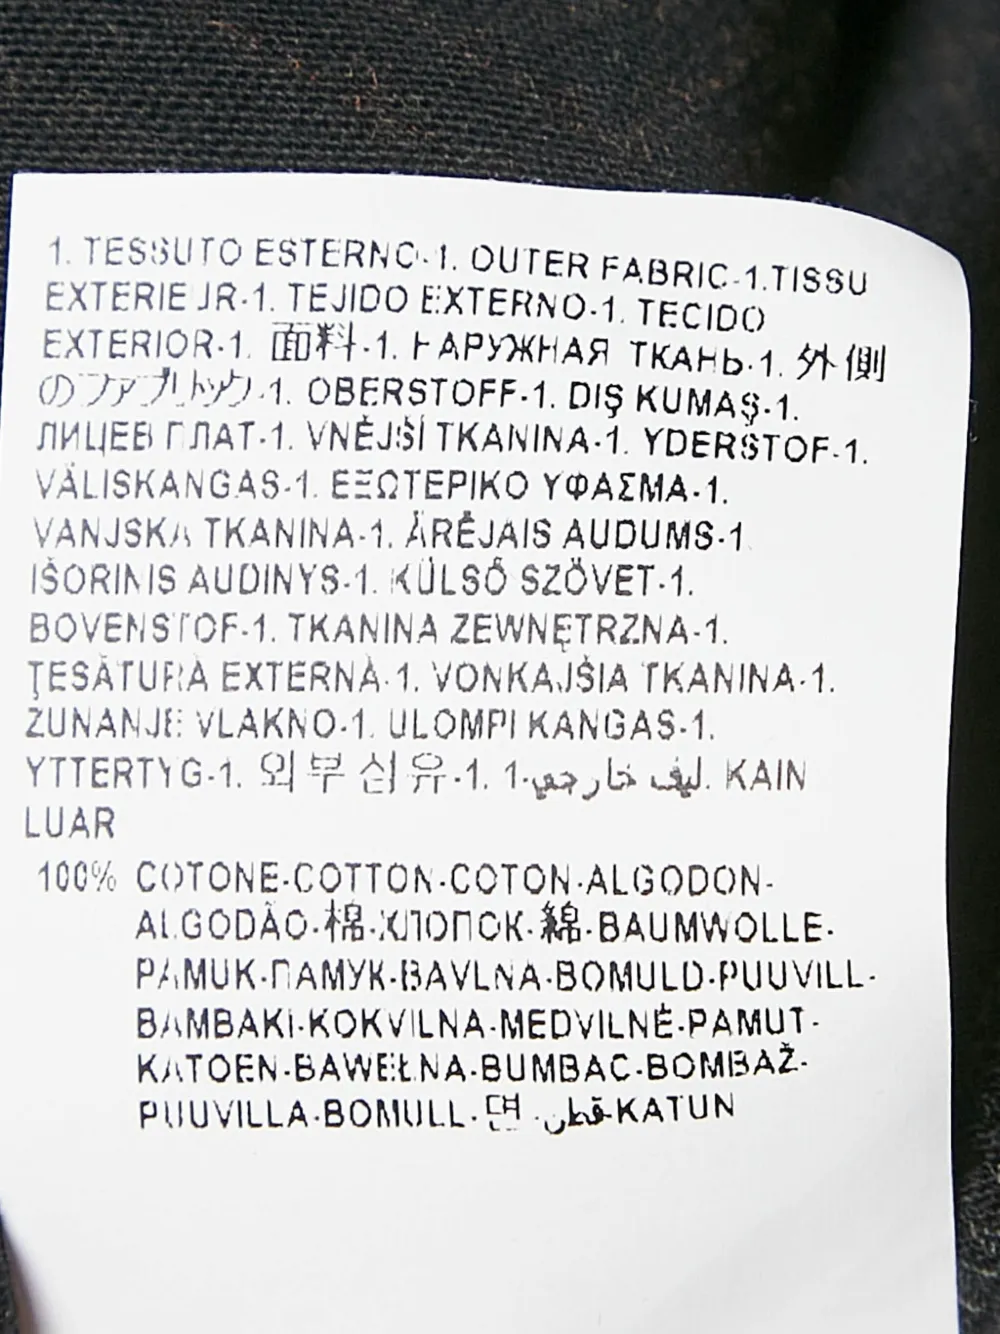 1. TESSUTO ESTERNO-1. OUTER FABRIC-1.TISSU
EXTERIEUR-1. TEJIDO EXTERNO-1. TECIDO
EXTERIOR-1. 面料-1. НАРУЖНАЯ ТКАНЬ-1. 外側
のファブリック-1. OBERSTOFF-1. DIŞ KUMAŞ-1.
ЛИЦЕВ ПЛАТ-1. VNĚJŠÍ TKANINA-1. YDERSTOF-1.
VÄLISKANGAS-1. ΕΞΩΤΕΡΙΚΟ ΥΦΑΣΜΑ-1.
VANJSKA TKANINA-1. ĀRĒJAIS AUDUMS-1
IŠORINIS AUDINYS-1. KÜLSŐ SZÖVET-1.
BOVENSTOF-1. TKANINA ZEWNĘTRZNA-1.
ŢESĂTURĂ EXTERNĂ-1. VONKAJŠIA TKANINA-1.
ZUNANJE VLAKNO-1. ULOMPI KANGAS-1.
YTTERTYG-1. 외부 섬유-1. ليف خارجي-1. KAIN
LUAR
100% COTONE-COTTON-COTON-ALGODON-
ALGODÃO-棉-ХЛОПОК-綿-BAUMWOLLE-
PAMUK-ПАМУК-BAVLNA-BOMULD-PUUVILL-
BAMBAKI-KOKVILNA-MEDVILNĖ-PAMUT-
KATOEN-BAWEŁNA-BUMBAC-BOMBAŽ-
PUUVILLA-BOMULL-면-قطن-KATUN